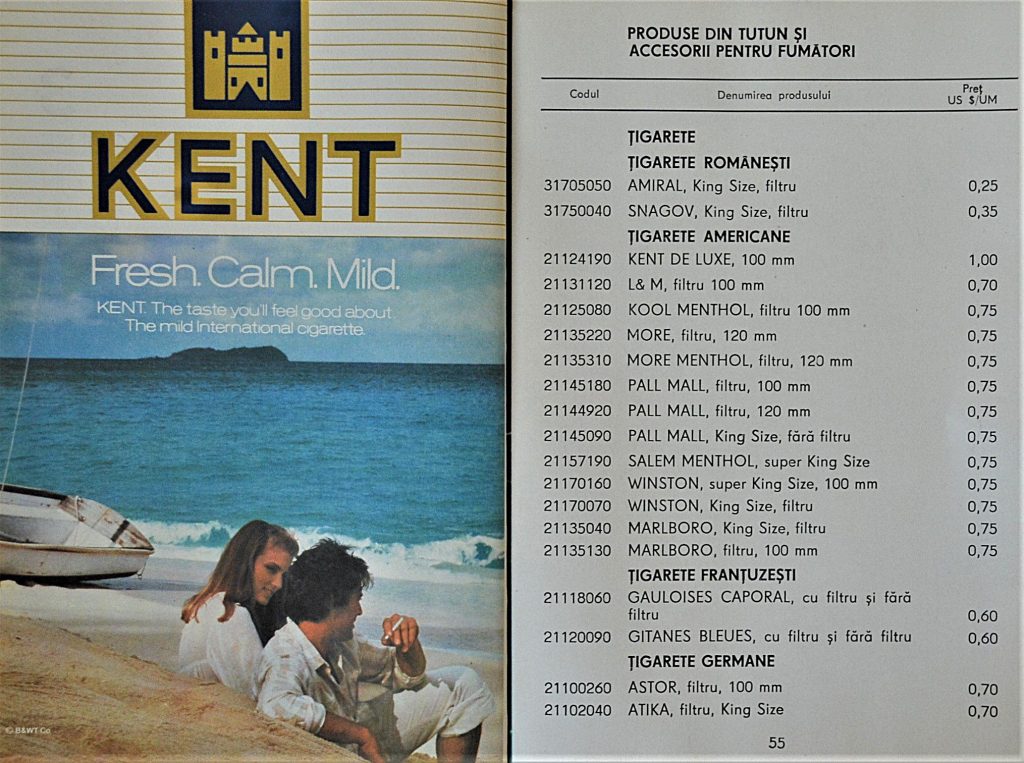 KENT
Fresh. Calm. Mild.
KENT. The taste you'll feel good about.
The mild International cigarette.
© B&WT Co
PRODUSE DIN TUTUN ȘI
ACCESORII PENTRU FUMĂTORI
Codul Denumirea produsului Preț
US $/UM
ȚIGARETE
ȚIGARETE ROMÂNEȘTI
31705050 AMIRAL, King Size, filtru 0,25
31750040 SNAGOV, King Size, filtru 0,35
ȚIGARETE AMERICANE
21124190 KENT DE LUXE, 100 mm 1,00
21131120 L& M, filtru 100 mm 0,70
21125080 KOOL MENTHOL, filtru 100 mm 0,75
21135220 MORE, filtru, 120 mm 0,75
21135310 MORE MENTHOL, filtru, 120 mm 0,75
21145180 PALL MALL, filtru, 100 mm 0,75
21144920 PALL MALL, filtru, 120 mm 0,75
21145090 PALL MALL, King Size, fără filtru 0,75
21157190 SALEM MENTHOL, super King Size 0,75
21170160 WINSTON, super King Size, 100 mm 0,75
21170070 WINSTON, King Size, filtru 0,75
21135040 MARLBORO, King Size, filtru 0,75
21135130 MARLBORO, filtru, 100 mm 0,75
ȚIGARETE FRANȚUZEȘTI
21118060 GAULOISES CAPORAL, cu filtru și fără
filtru 0,60
21120090 GITANES BLEUES, cu filtru și fără filtru 0,60
ȚIGARETE GERMANE
21100260 ASTOR, filtru, 100 mm 0,70
21102040 ATIKA, filtru, King Size 0,70
55